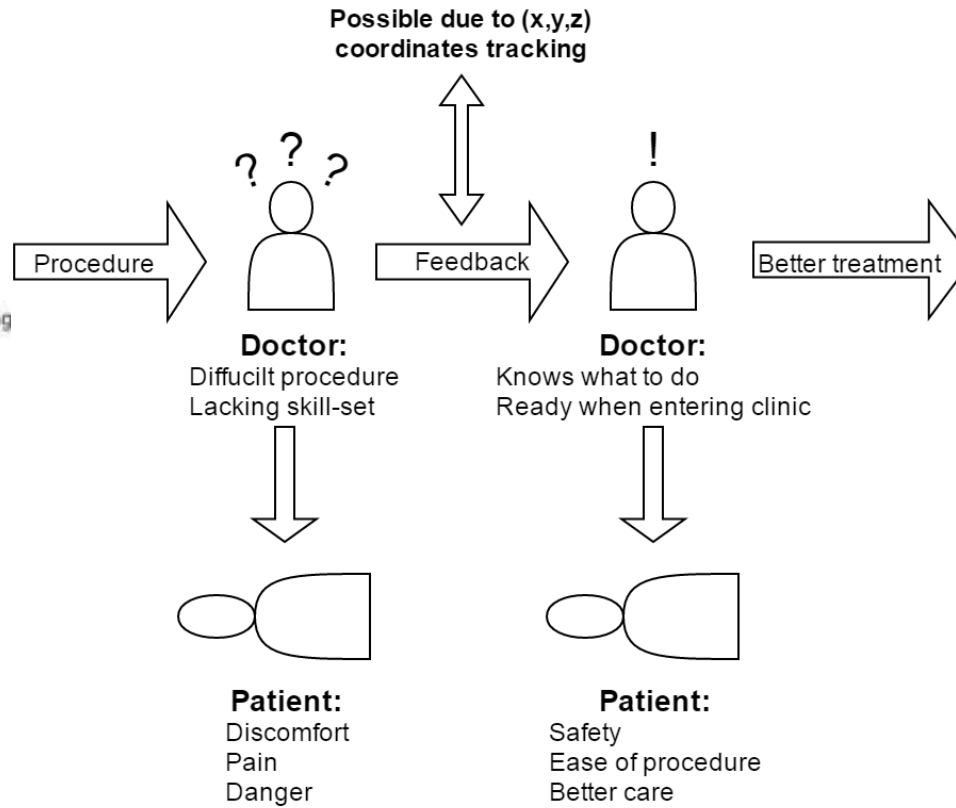 Possible due to (x,y,z)
coordinates tracking
? ? ?
!
Procedure
Feedback
Better treatment
Doctor:
Diffucilt procedure
Lacking skill-set
Doctor:
Knows what to do
Ready when entering clinic
Patient:
Discomfort
Pain
Danger
Patient:
Safety
Ease of procedure
Better care